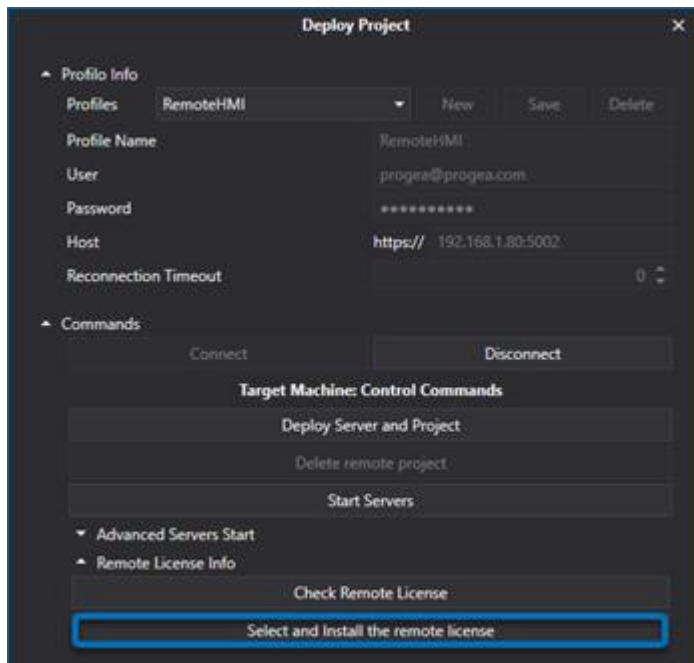 Deploy Project
Profilo Info
Profiles RemoteHMI New Save Delete
Profile Name RemoteHMI
User progea@progea.com
Password ••••••••••
Host https:// 192.168.1.80:5002
Reconnection Timeout 0
Commands
Connect Disconnect
Target Machine: Control Commands
Deploy Server and Project
Delete remote project
Start Servers
Advanced Servers Start
Remote License Info
Check Remote License
Select and Install the remote license